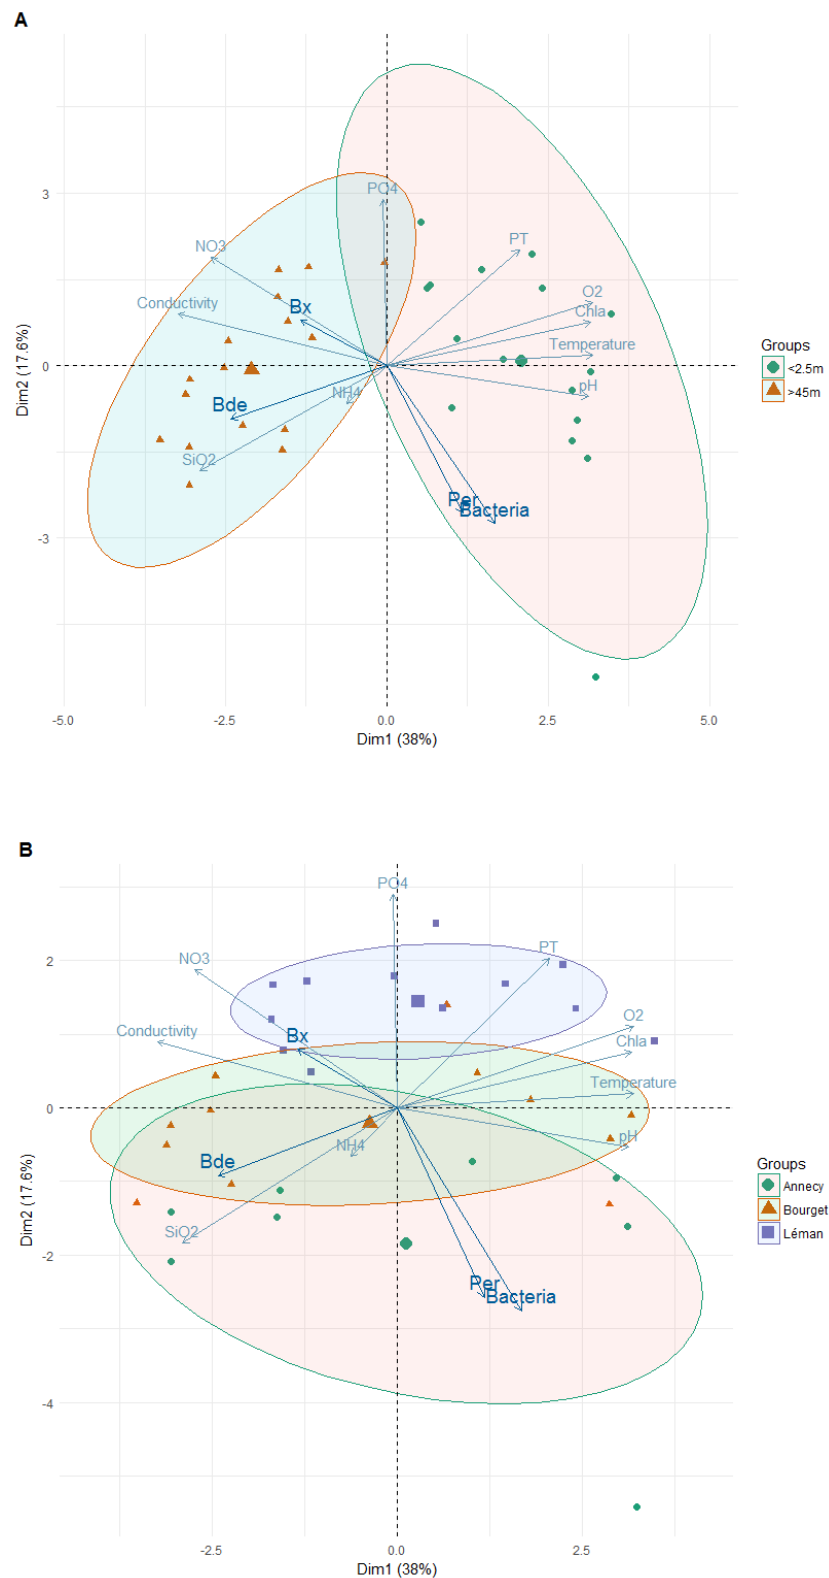 A
PO4
NO3
PT
O2
Conductivity
Bx
Chla
Temperature
pH
NH4
Bde
SiO2
Per
Bacteria
3
0
-3
Dim2 (17.6%)
-5.0
-2.5
0.0
2.5
5.0
Dim1 (38%)
Groups
<2.5m
>45m
B
PO4
NO3
PT
O2
Conductivity
Bx
Chla
Temperature
pH
NH4
Bde
SiO2
Per
Bacteria
2
0
-2
-4
Dim2 (17.6%)
-2.5
0.0
2.5
Dim1 (38%)
Groups
Annecy
Bourget
Léman